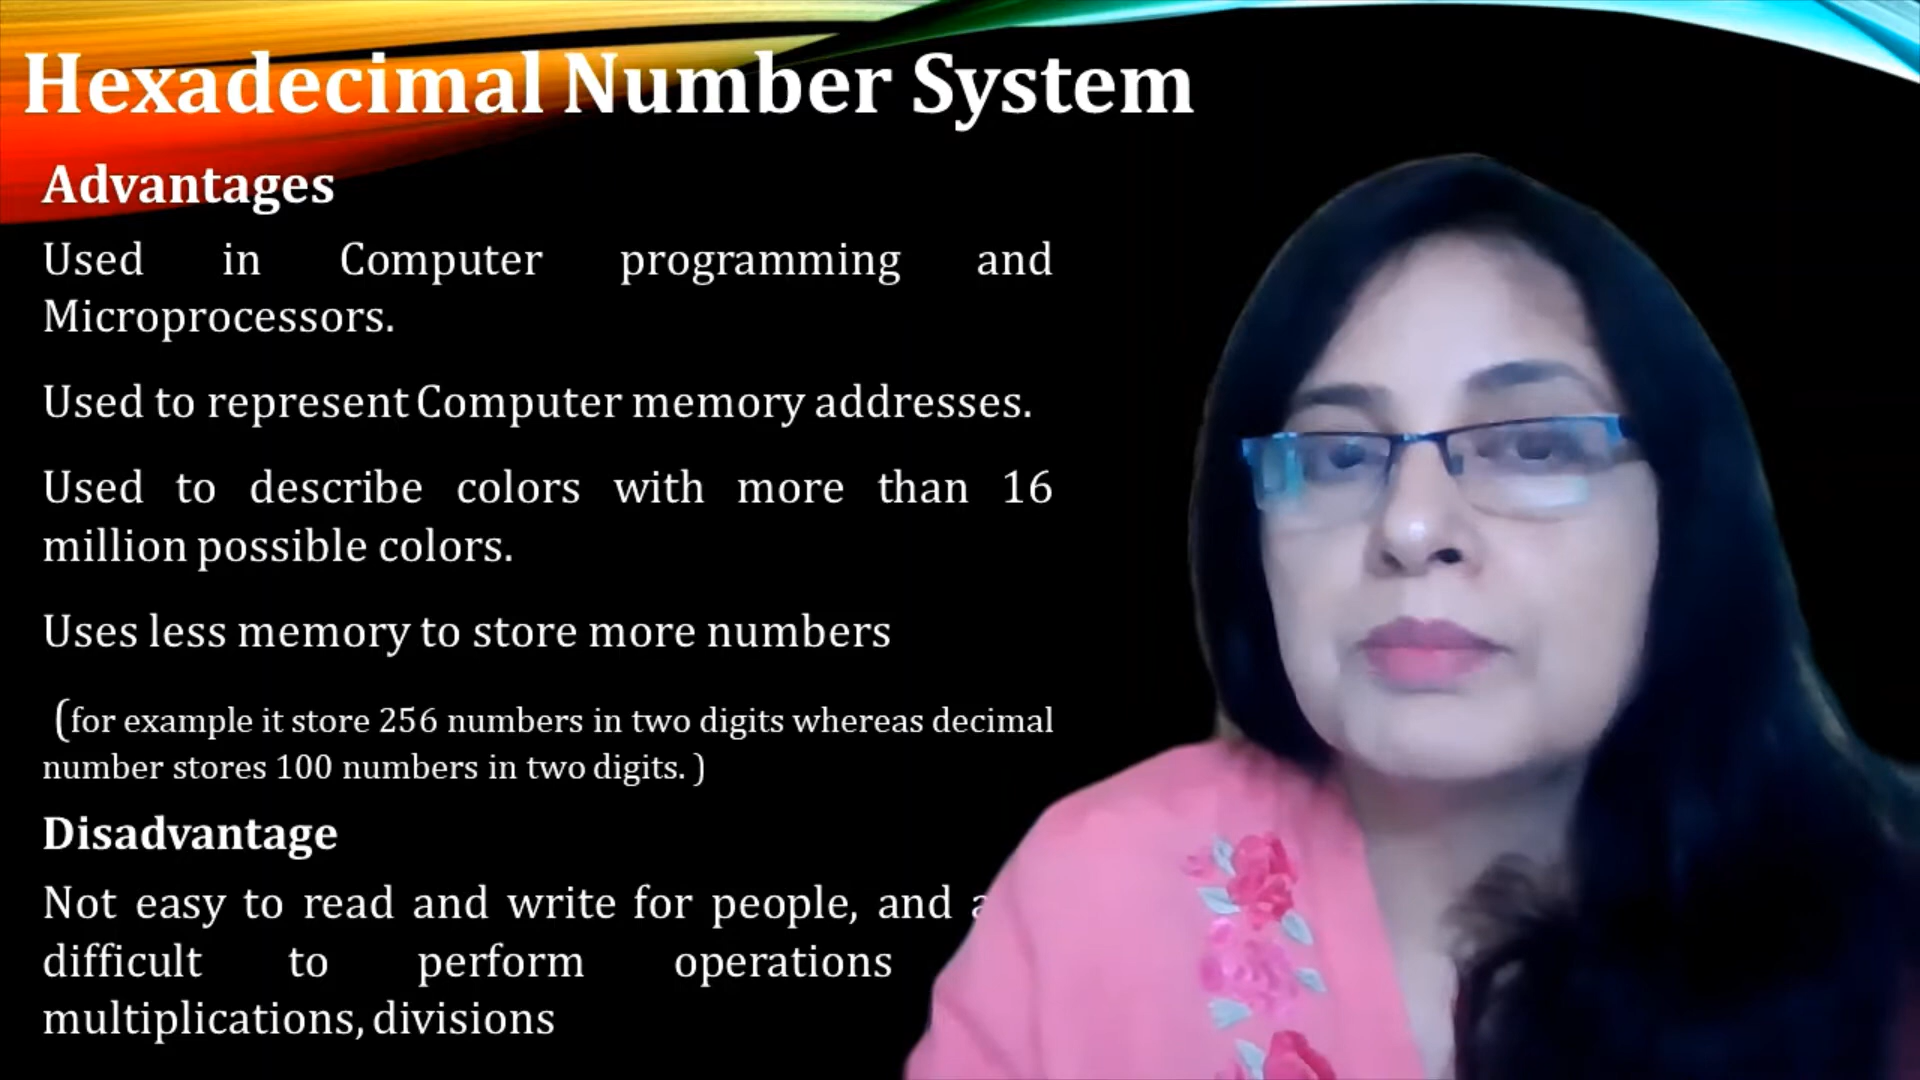 Hexadecimal Number System
Advantages
Used in Computer programming and
Microprocessors.
Used to represent Computer memory addresses.
Used to describe colors with more than 16
million possible colors.
Uses less memory to store more numbers
(for example it store 256 numbers in two digits whereas decimal
number stores 100 numbers in two digits. )
Disadvantage
Not easy to read and write for people, and
difficult to perform operations
multiplications, divisions